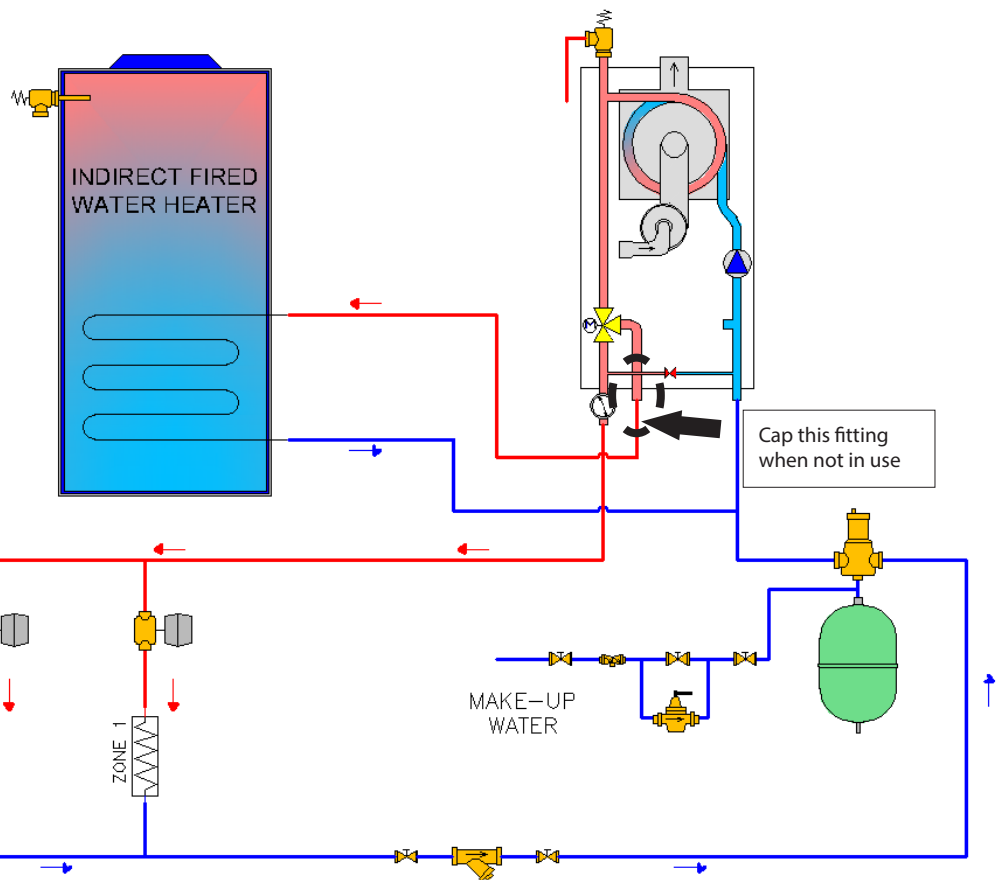 INDIRECT FIRED
WATER HEATER
M
Cap this fitting
when not in use
MAKE-UP
WATER
ZONE 1